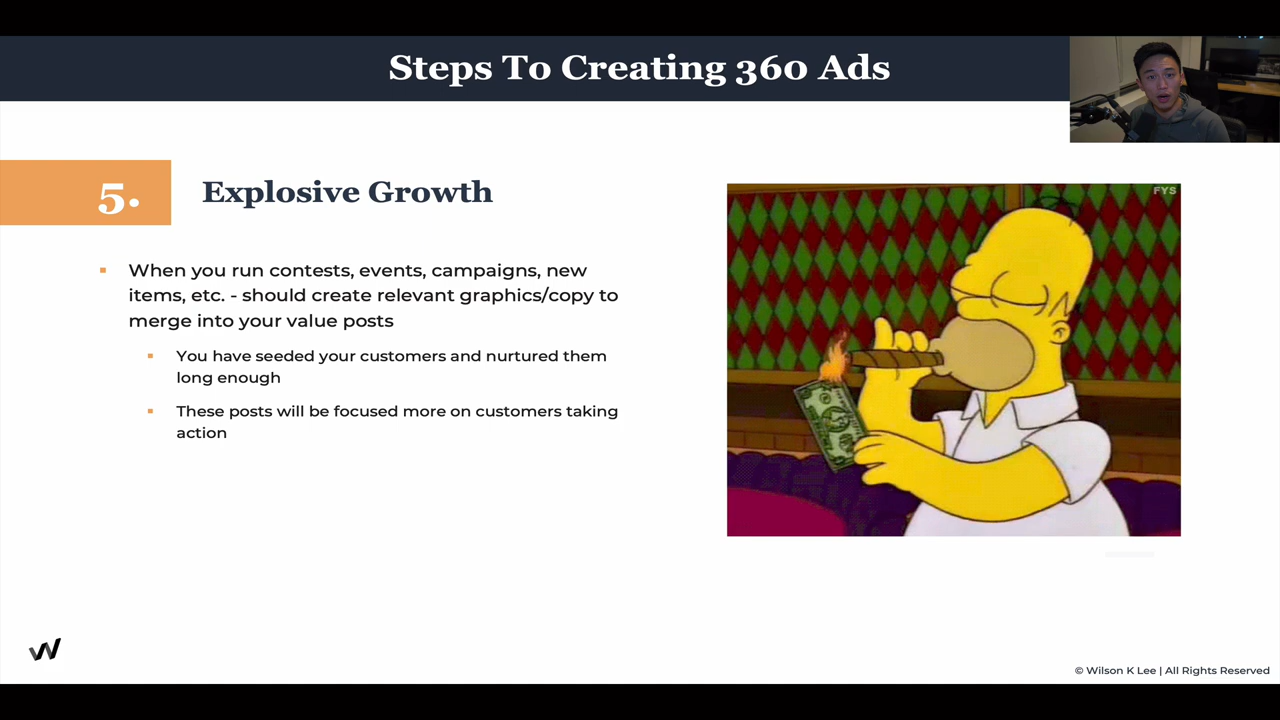 Steps To Creating 360 Ads
5.
Explosive Growth
FYS
When you run contests, events, campaigns, new
items, etc. - should create relevant graphics/copy to
merge into your value posts
You have seeded your customers and nurtured them
long enough
These posts will be focused more on customers taking
action
W
© Wilson K Lee | All Rights Reserved